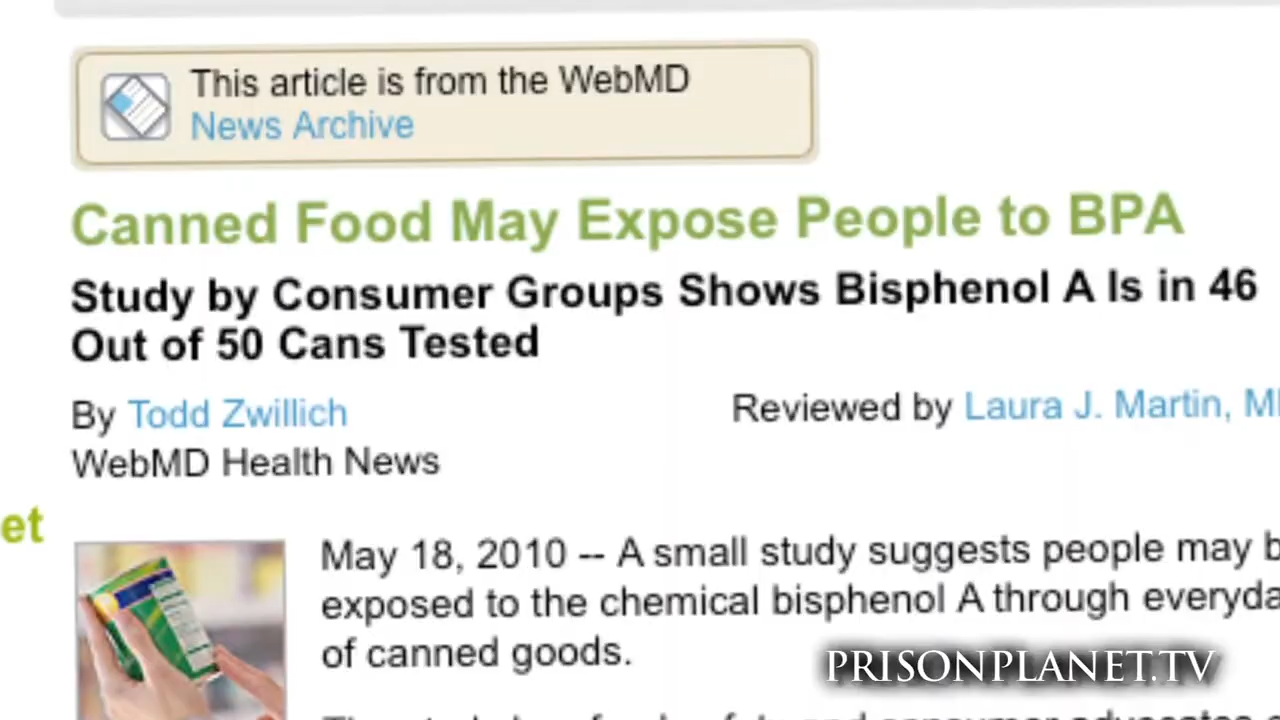 This article is from the WebMD
News Archive
Canned Food May Expose People to BPA
Study by Consumer Groups Shows Bisphenol A Is in 46
Out of 50 Cans Tested
By Todd Zwillich
Reviewed by Laura J. Martin,
WebMD Health News
et
May 18, 2010 -- A small study suggests people may
exposed to the chemical bisphenol A through
of canned goods.
PRISONPLANET.TV